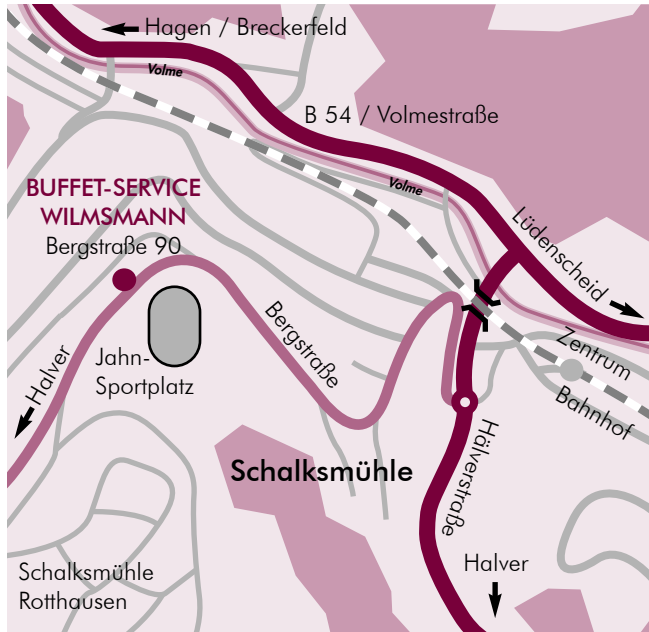 Hagen / Breckerfeld
Volme
B 54 / Volmestraße
Volme
BUFFET-SERVICE
WILMSMANN
Bergstraße 90
Lüdenscheid
Zentrum
Bahnhof
Bergstraße
Jahn-
Sportplatz
Halver
Schalksmühle
Hälverstraße
Halver
Schalksmühle
Rotthausen